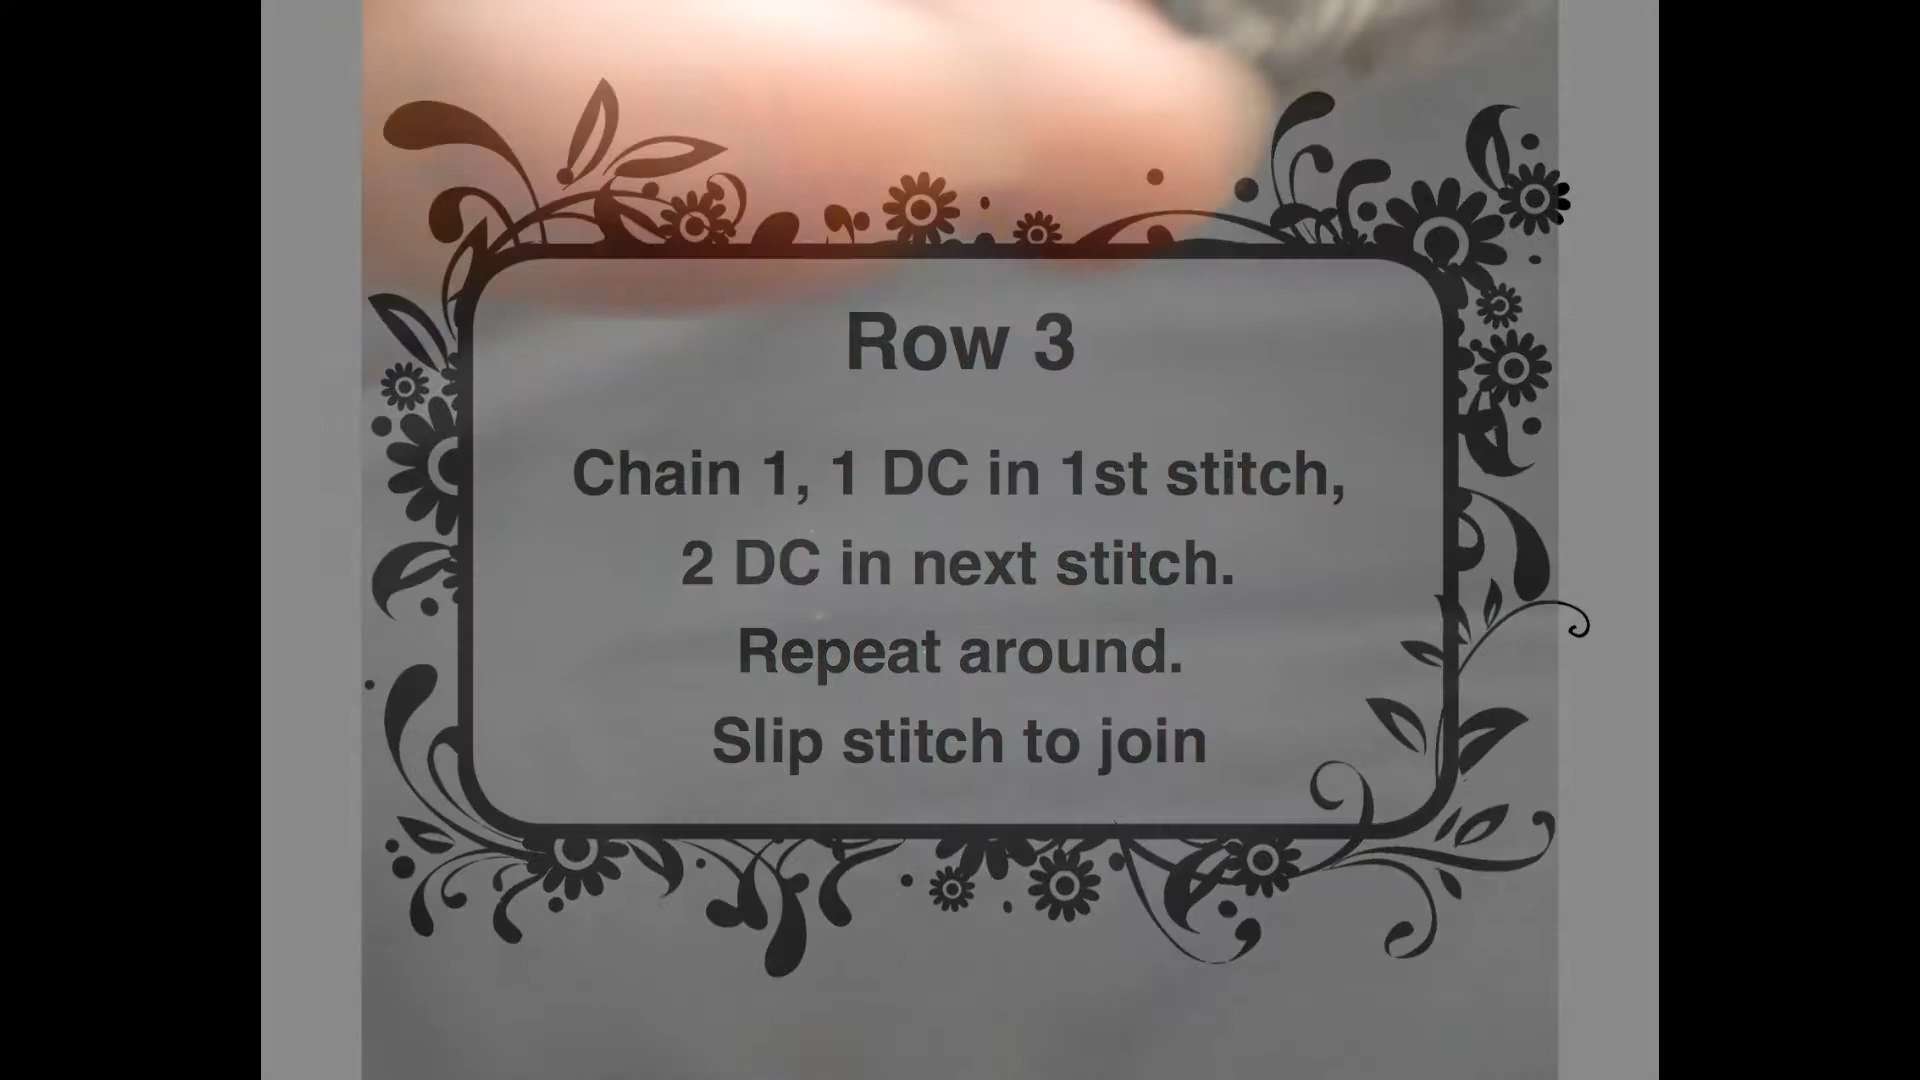 Row 3
Chain 1, 1 DC in 1st stitch,
2 DC in next stitch.
Repeat around.
Slip stitch to join